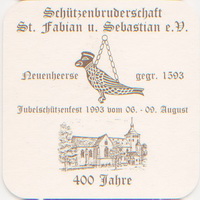 Schützenbruderschaft
St. Fabian u. Sebastian e.V.
Neuenheerse gegr. 1593
Jubelschützenfest 1993 vom 06. - 09. August
400 Jahre